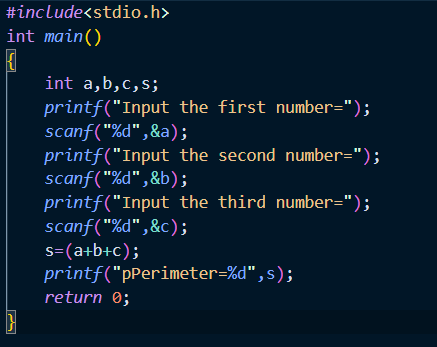 #include<stdio.h>
int main()
{
    int a,b,c,s;
    printf("Input the first number=");
    scanf("%d",&a);
    printf("Input the second number=");
    scanf("%d",&b);
    printf("Input the third number=");
    scanf("%d",&c);
    s=(a+b+c);
    printf("pPerimeter=%d",s);
    return 0;
}